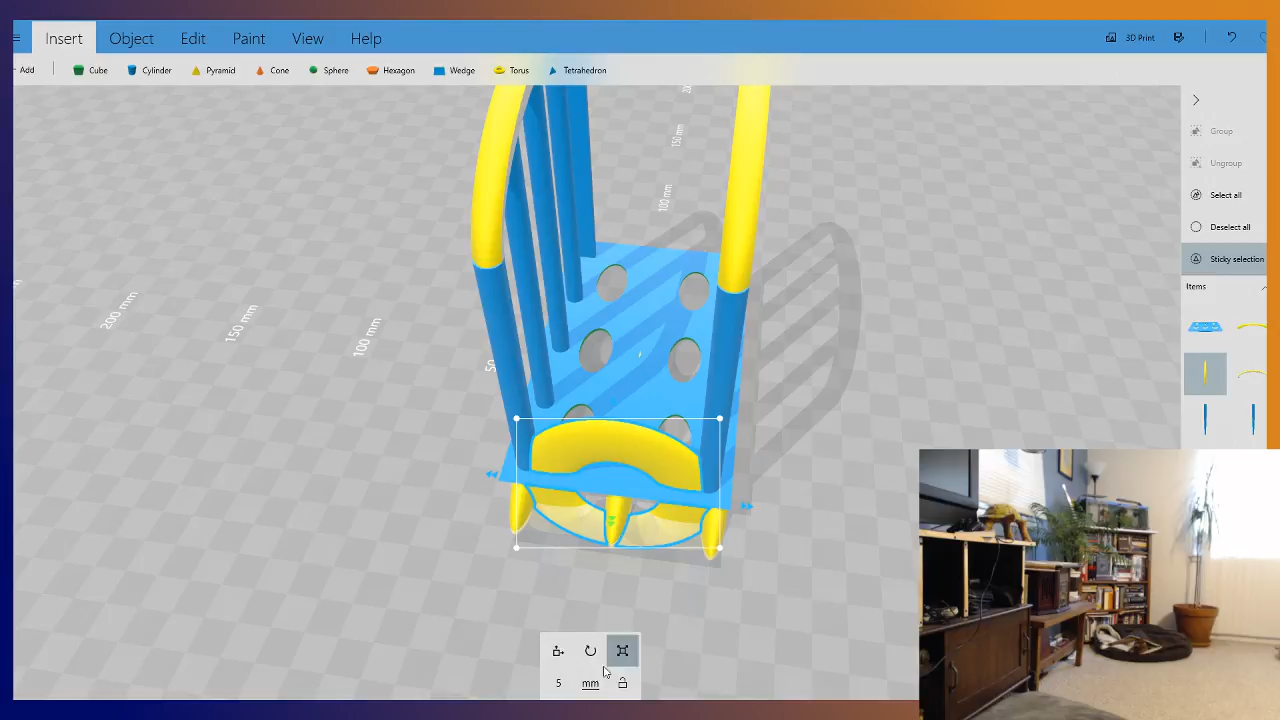 Insert Object Edit Paint View Help 3D Print
Add Cube Cylinder Pyramid Cone Sphere Hexagon Wedge Torus Tetrahedron
150 mm
100 mm
Group
Ungroup
Select all
Deselect all
Sticky selection
Items
200 mm
150 mm
100 mm
50
5 mm